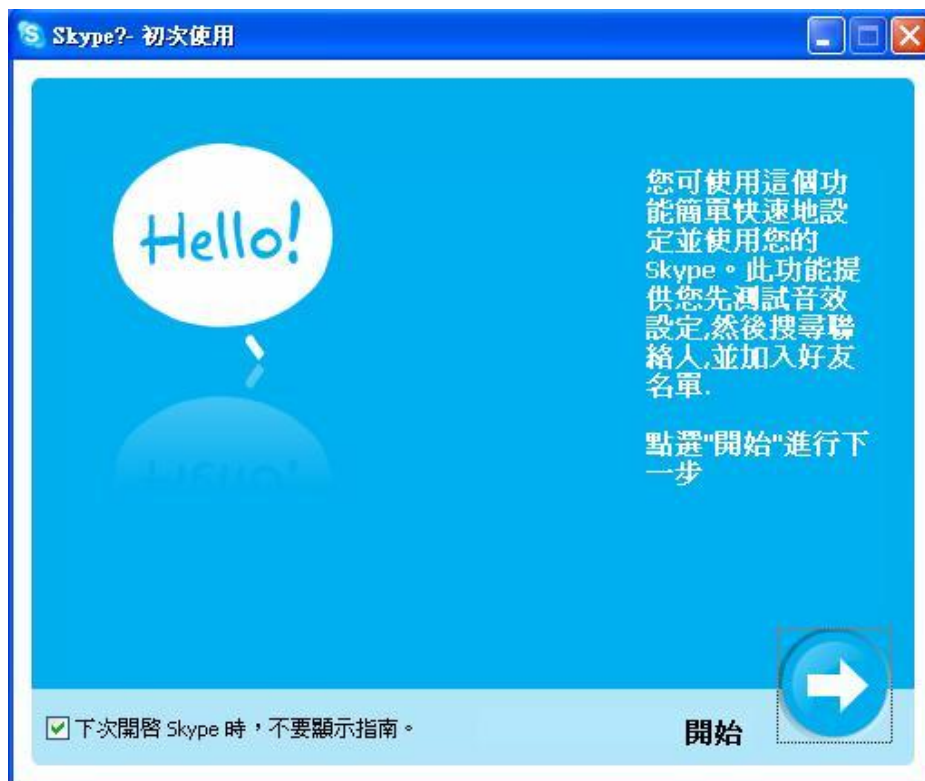 Skype?- 初次使用
Hello!
您可使用這個功
能簡單快速地設
定並使用您的
Skype。此功能提
供您先測試音效
設定,然後搜尋聯
絡人,並加入好友
名單.
點選"開始"進行下
一步
下次開啓 Skype 時，不要顯示指南。
開始